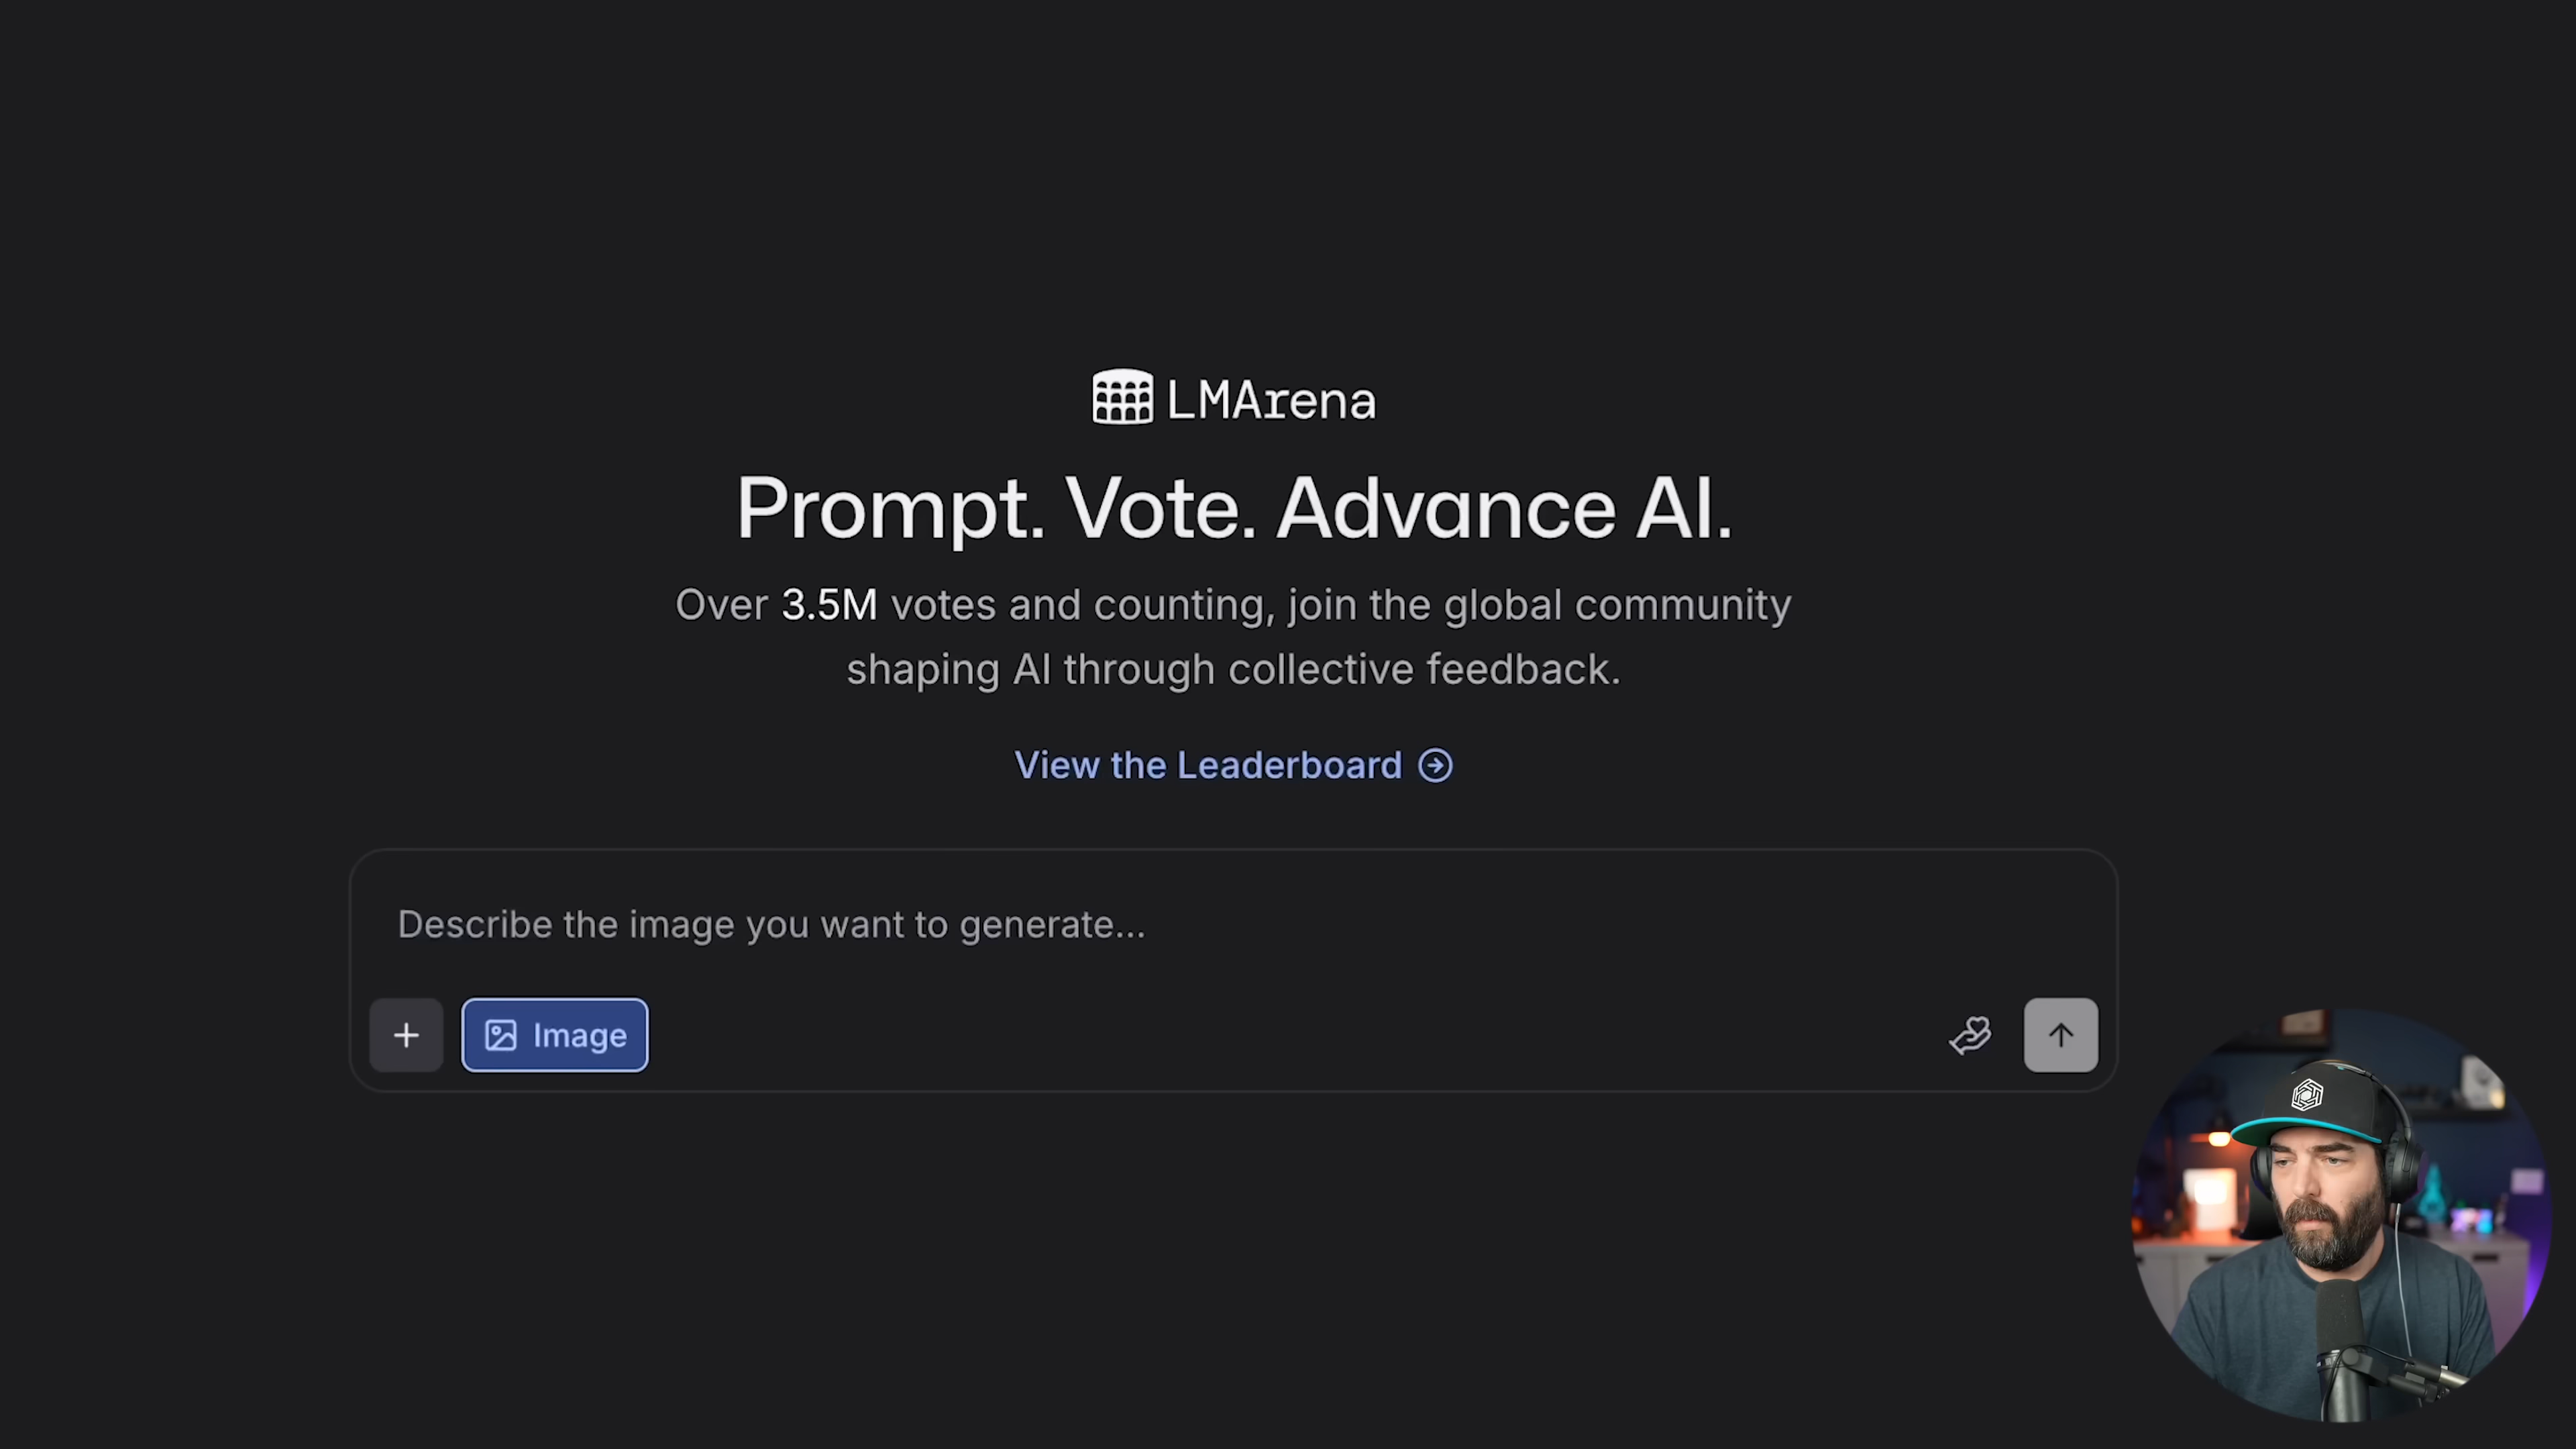 LMArena
Prompt. Vote. Advance AI.
Over 3.5M votes and counting, join the global community
shaping AI through collective feedback.
View the Leaderboard
Describe the image you want to generate...
Image